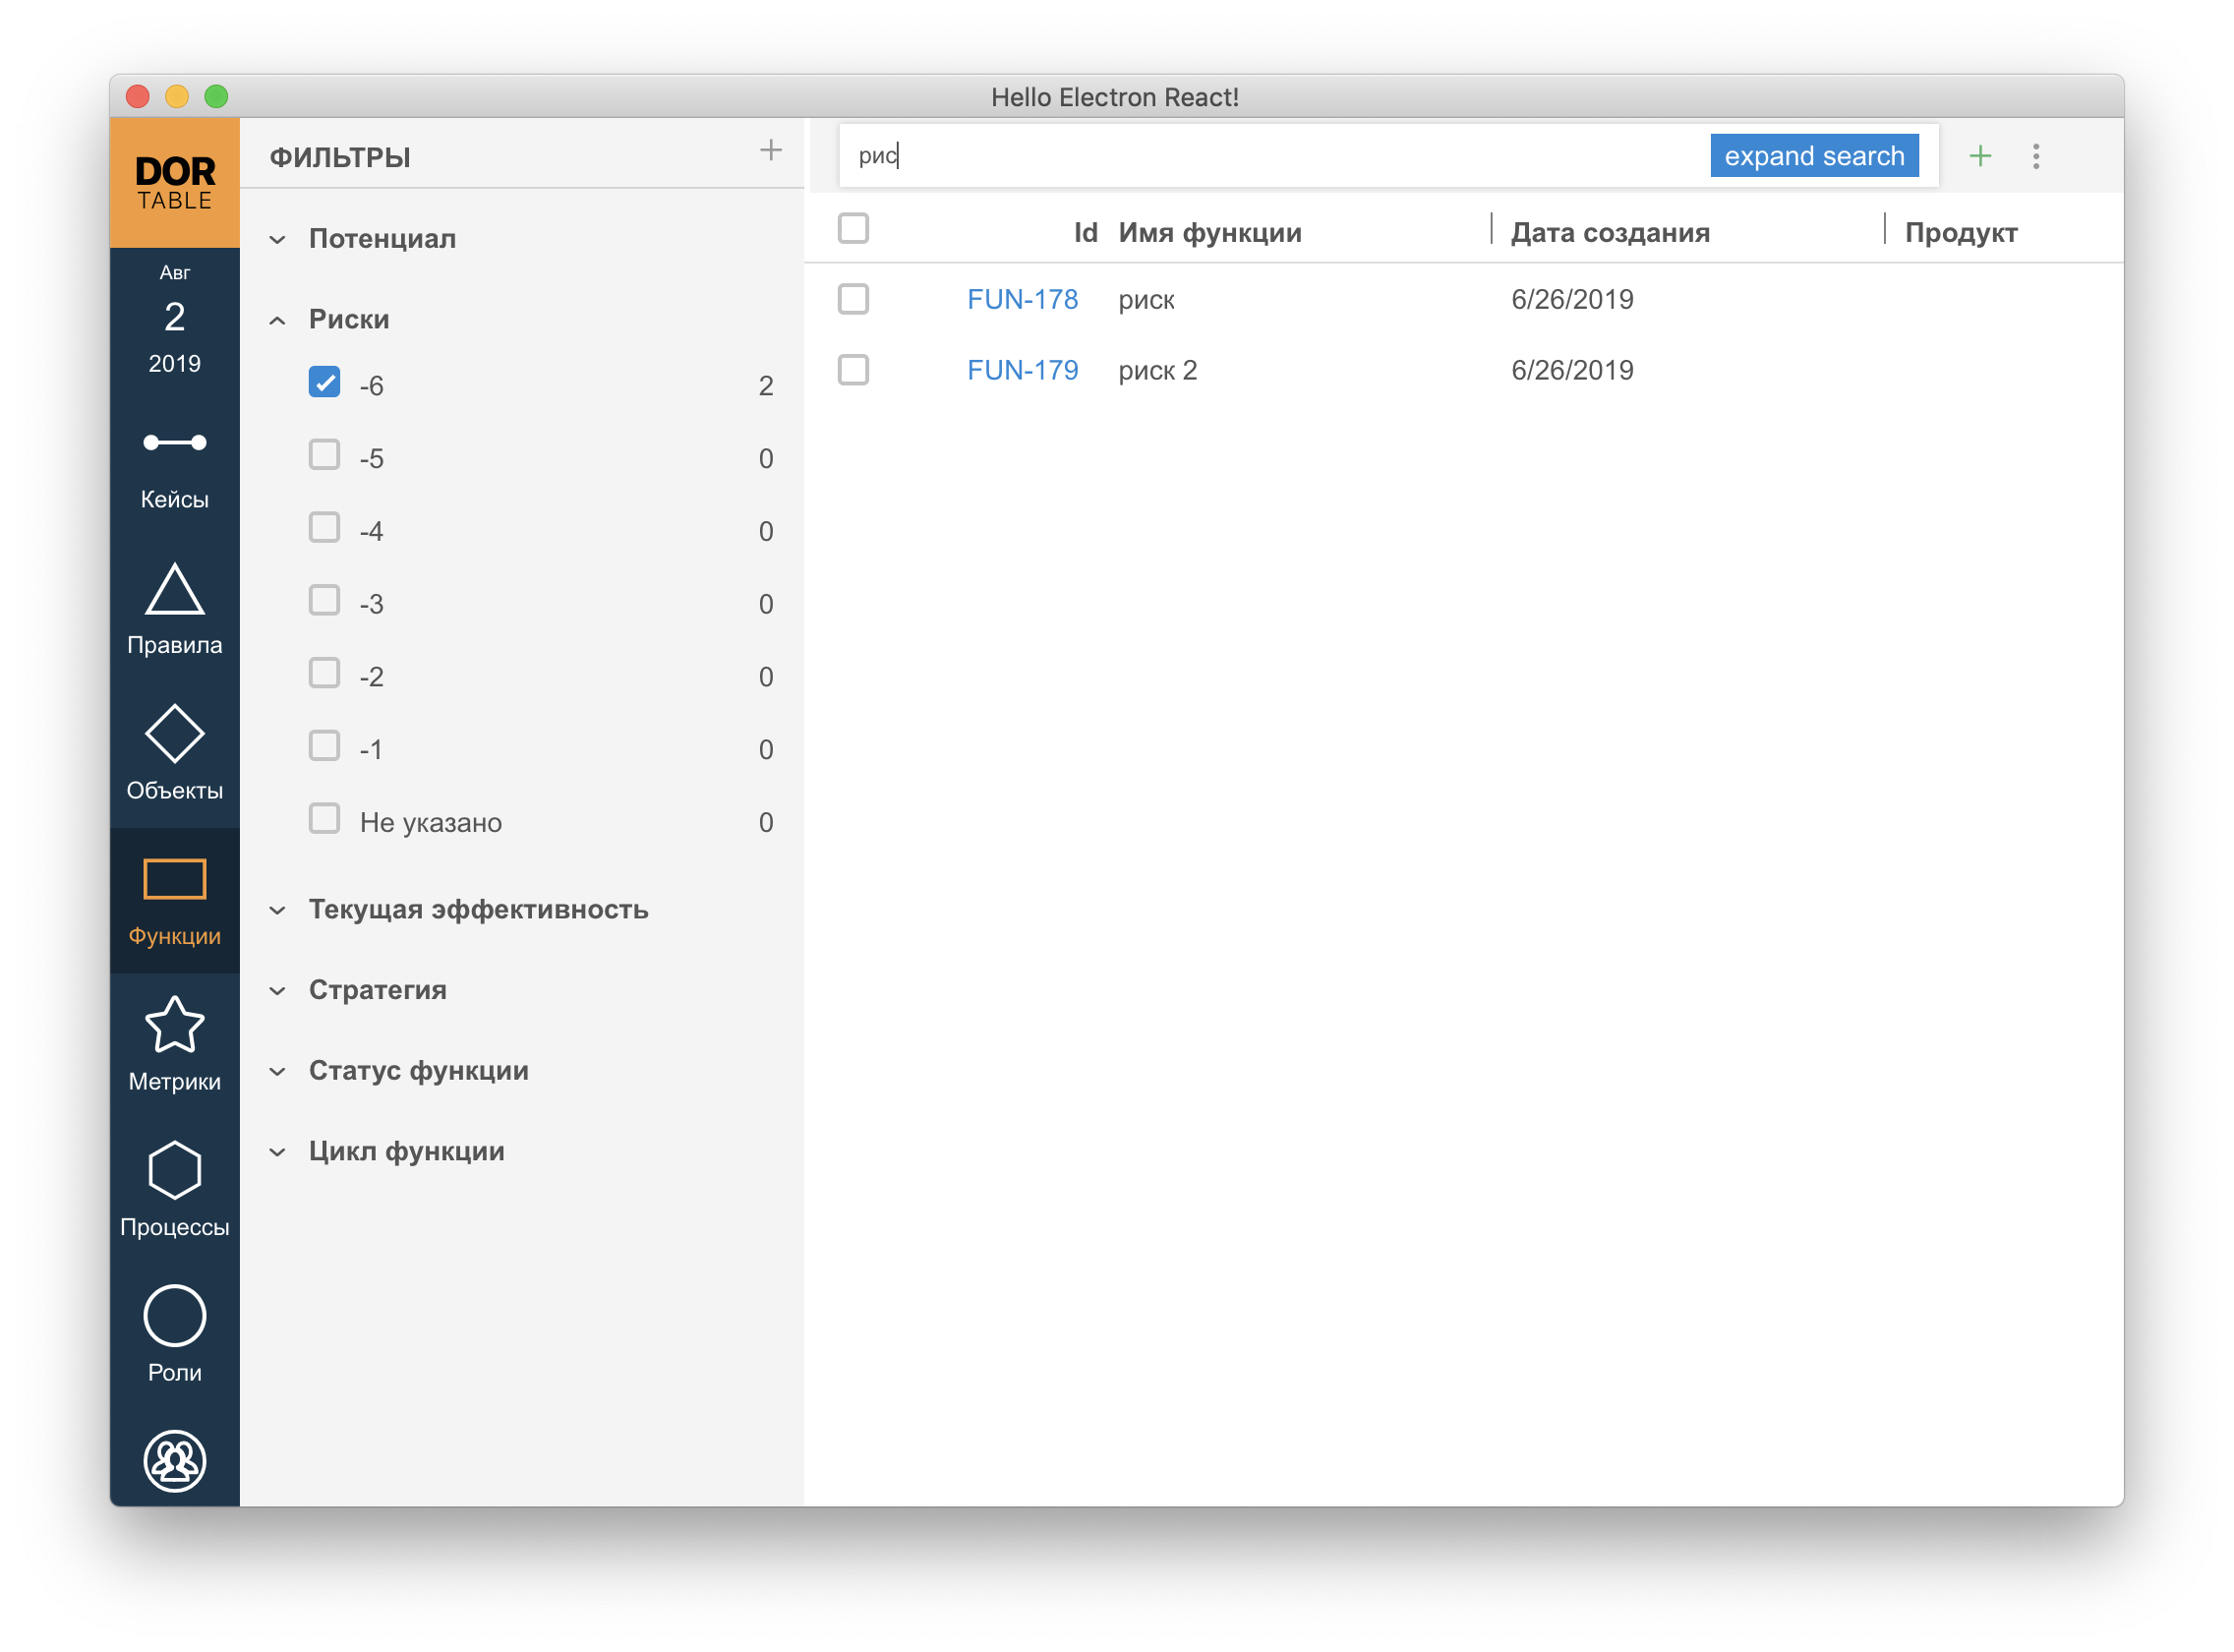 Hello Electron React!
DOR
TABLE
Авг
2
2019
Кейсы
Правила
Объекты
Функции
Метрики
Процессы
Роли
ФИЛЬТРЫ
Потенциал
Риски
-6 2
-5 0
-4 0
-3 0
-2 0
-1 0
Не указано 0
Текущая эффективность
Стратегия
Статус функции
Цикл функции
рис expand search
Id Имя функции Дата создания Продукт
FUN-178 риск 6/26/2019
FUN-179 риск 2 6/26/2019